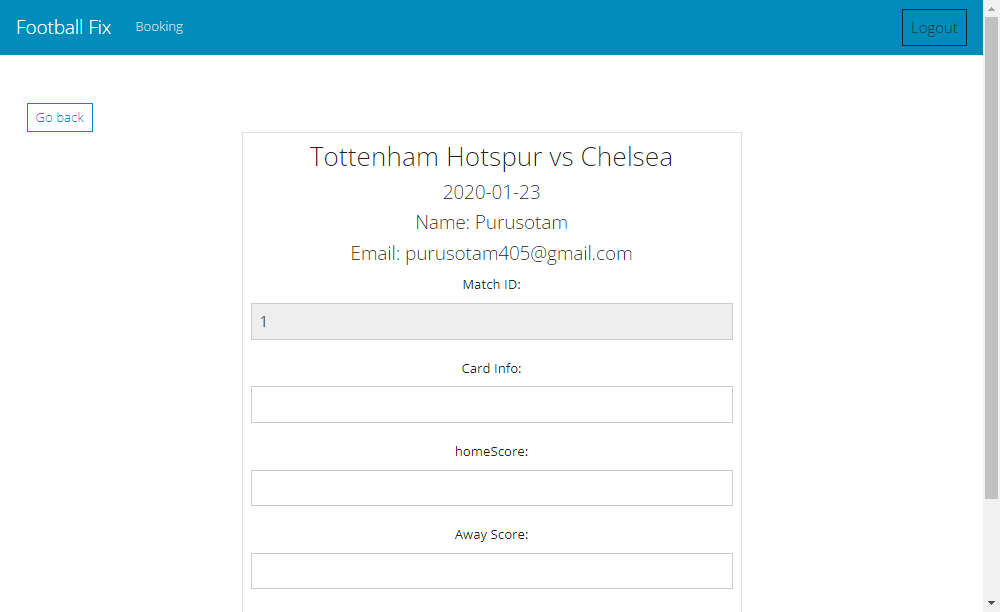 Football Fix Booking Logout
Go back
Tottenham Hotspur vs Chelsea
2020-01-23
Name: Purusotam
Email: purusotam405@gmail.com
Match ID:
1
Card Info:
homeScore:
Away Score: